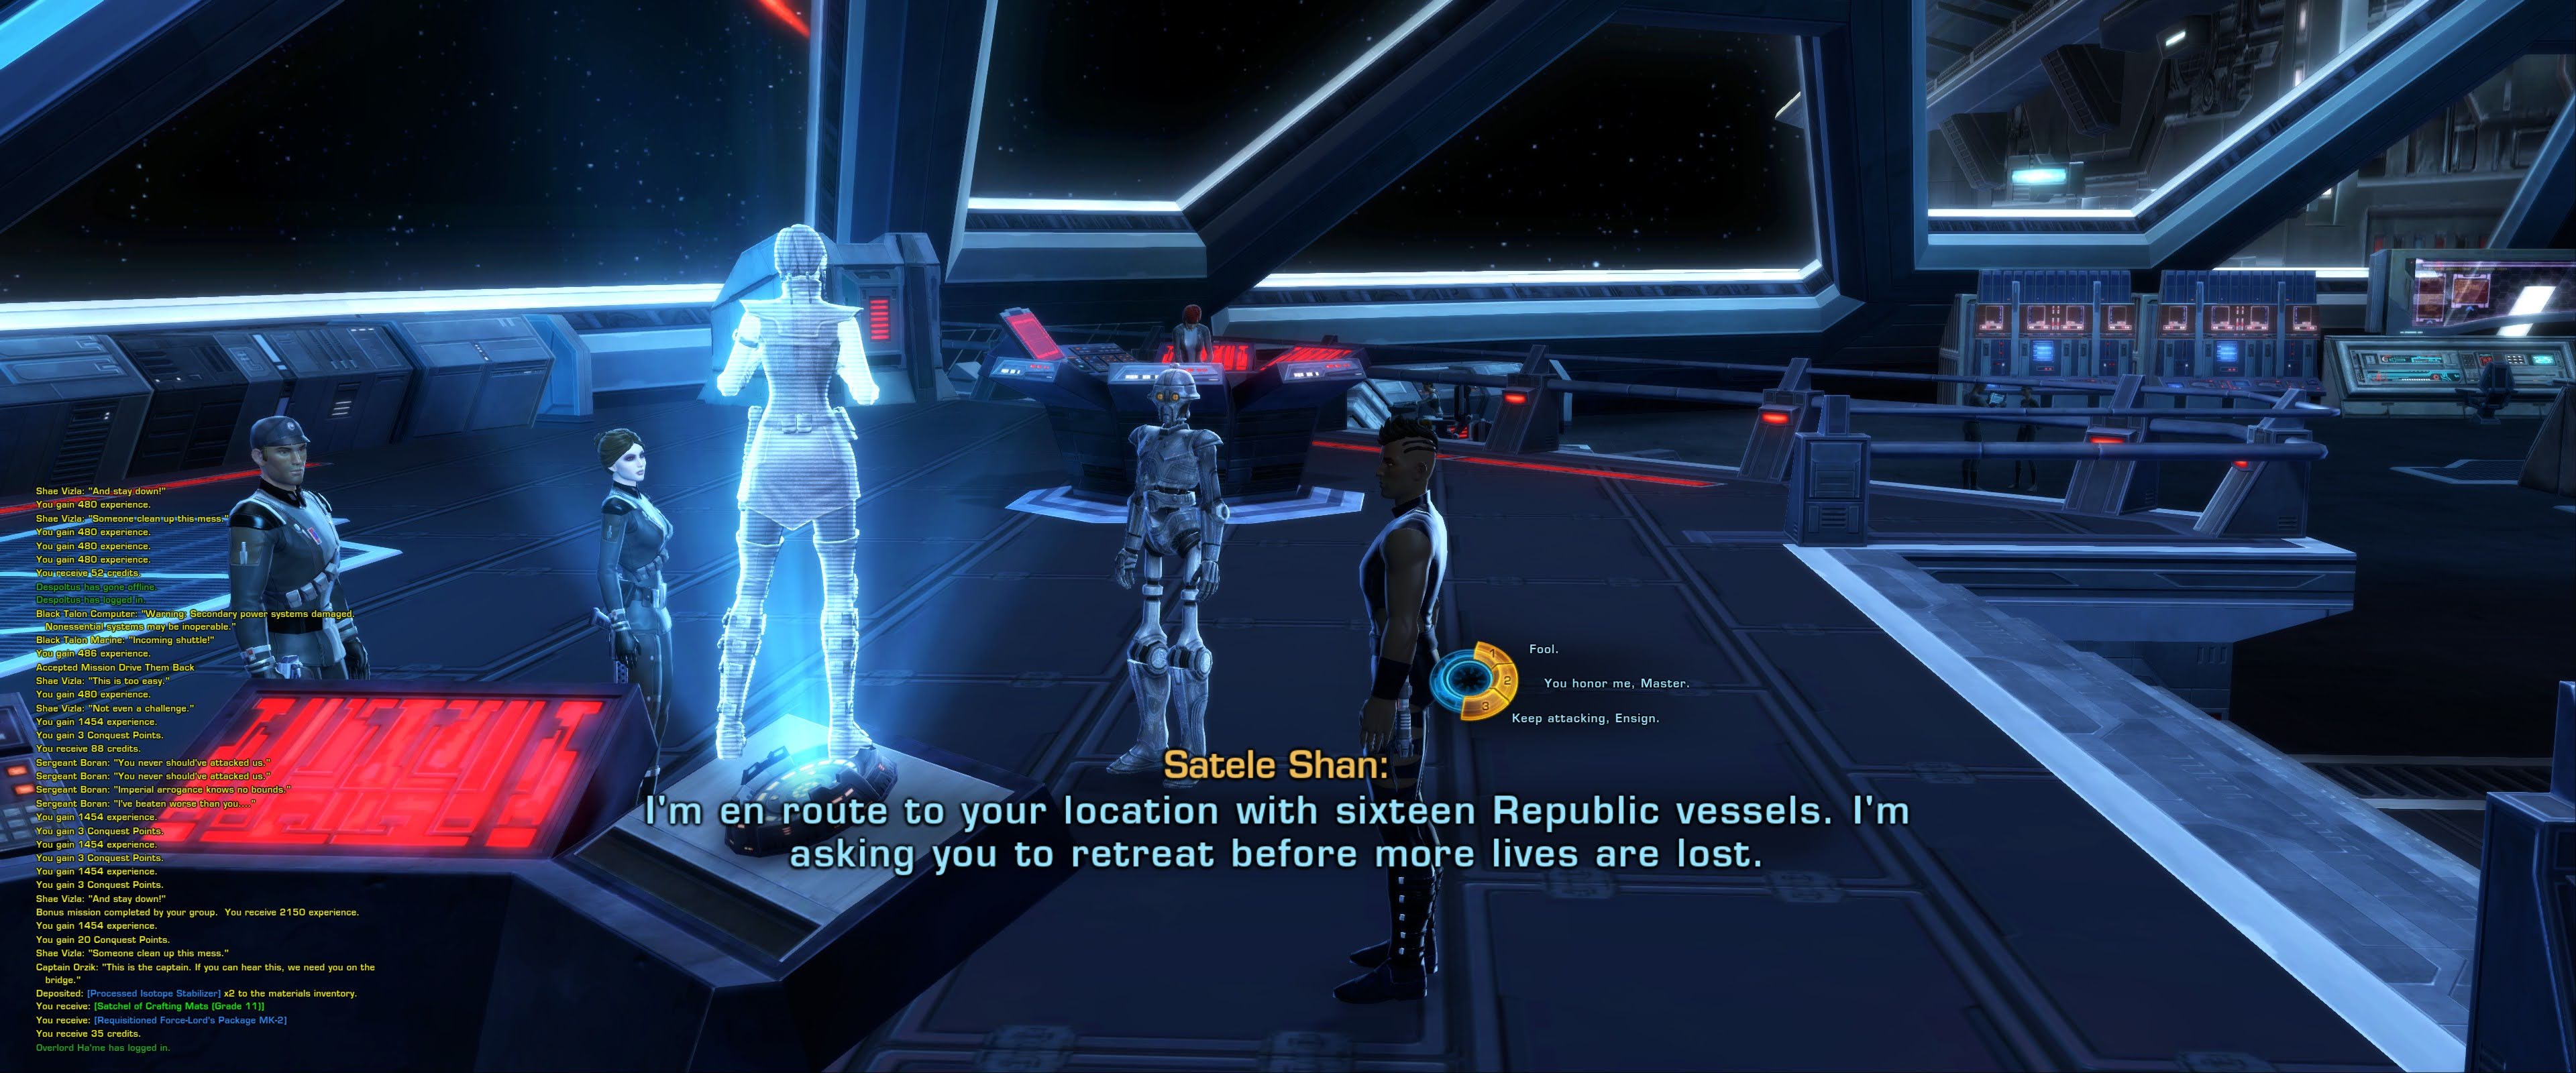 Shae Vizla: "And stay down!"
You gain 480 experience.
Shae Vizla: "Someone clean up this mess."
You gain 480 experience.
You gain 480 experience.
You gain 480 experience.
You receive 52 credits.
Despoitus has gone offline.
Despoitus has logged in.
Black Talon Computer: "Warning. Secondary power systems damaged.
Nonessential systems may be inoperable."
Black Talon Marine: "Incoming shuttle!"
You gain 486 experience.
Accepted Mission Drive Them Back
Shae Vizla: "This is too easy."
You gain 480 experience.
Shae Vizla: "Not even a challenge."
You gain 1454 experience.
You gain 3 Conquest Points.
You receive 88 credits.
Sergeant Boran: "You never should've attacked us."
Sergeant Boran: "You never should've attacked us."
Sergeant Boran: "Imperial arrogance knows no bounds."
Sergeant Boran: "I've beaten worse than you...."
You gain 1454 experience.
You gain 3 Conquest Points.
You gain 1454 experience.
You gain 3 Conquest Points.
You gain 1454 experience.
You gain 3 Conquest Points.
Shae Vizla: "And stay down!"
Bonus mission completed by your group. You receive 2150 experience.
You gain 1454 experience.
You gain 20 Conquest Points.
Shae Vizla: "Someone clean up this mess."
Captain Orzik: "This is the captain. If you can hear this, we need you on the
bridge."
Deposited: [Processed Isotope Stabilizer] x2 to the materials inventory.
You receive: [Satchel of Crafting Mats (Grade 11)]
You receive: [Requisitioned Force-Lord's Package MK-2]
You receive 35 credits.
Overlord Ha'me has logged in.
1 Fool.
2 You honor me, Master.
3 Keep attacking, Ensign.
Satele Shan:
I'm en route to your location with sixteen Republic vessels. I'm
asking you to retreat before more lives are lost.